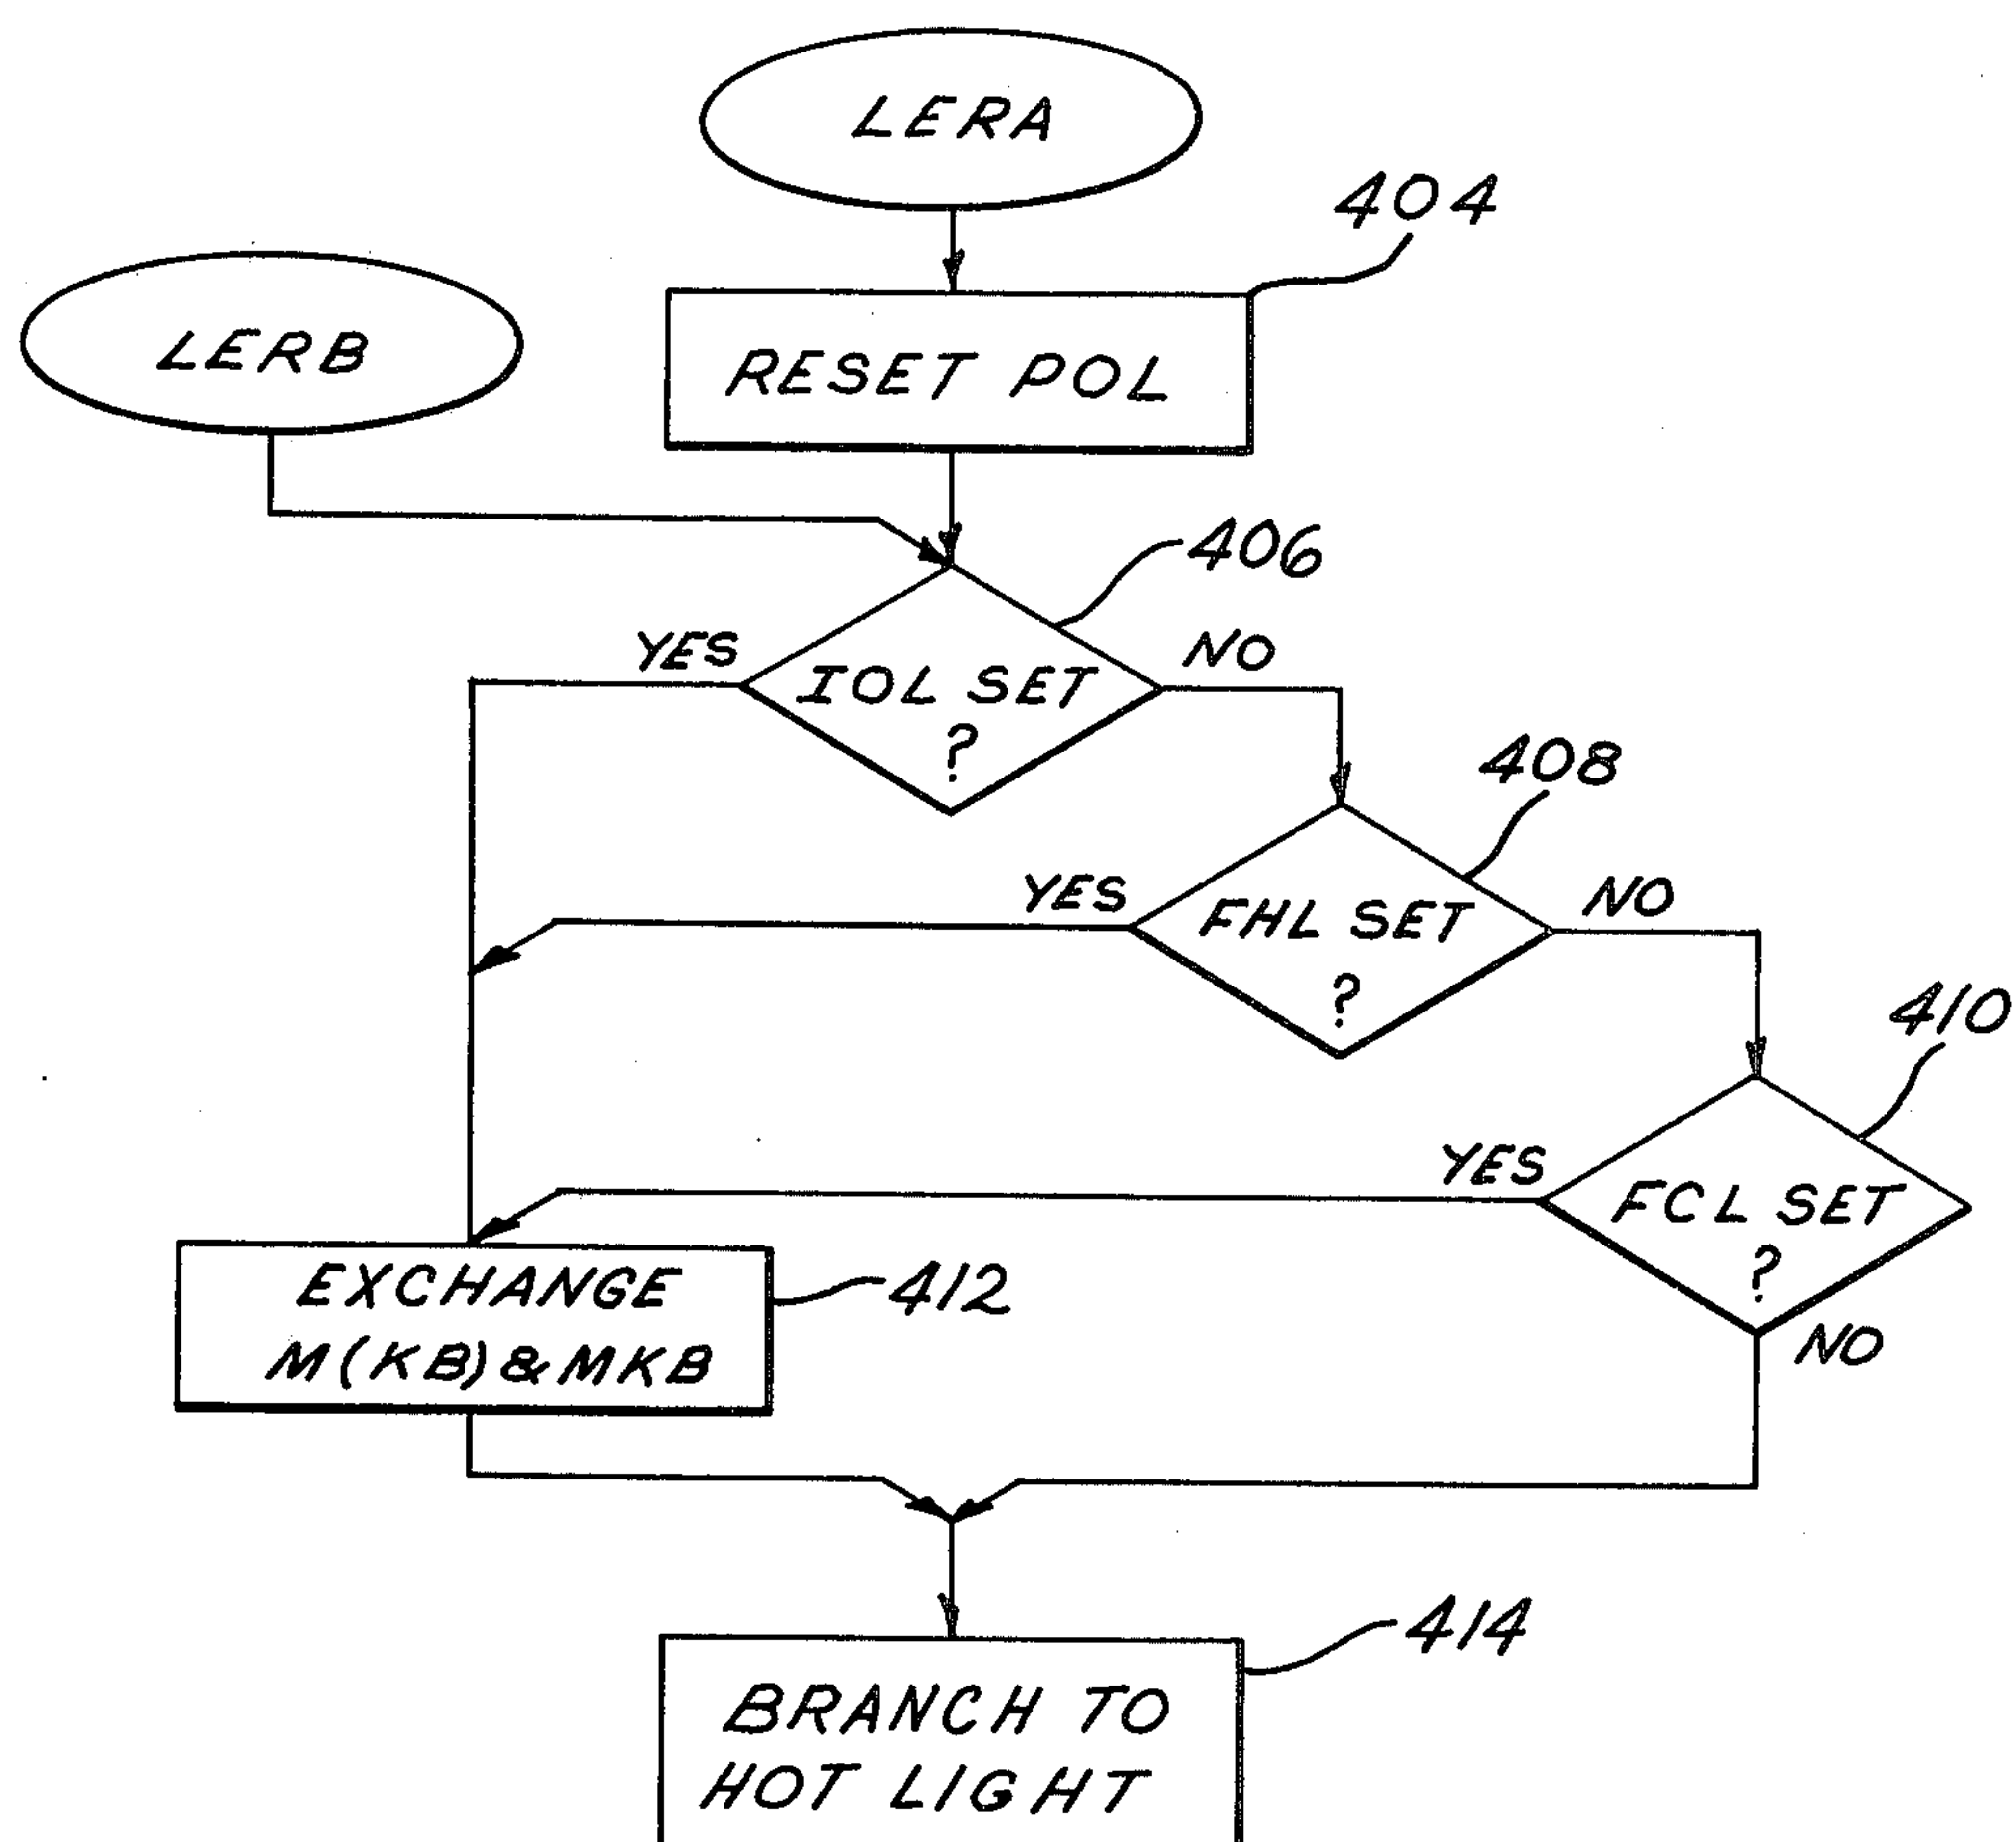 LERA
404
LERB
RESET POL
406
YES
NO
IOL SET
?
408
YES
NO
FHL SET
?
410
YES
FCL SET
?
NO
EXCHANGE
M(KB)&MKB
412
414
BRANCH TO
HOT LIGHT